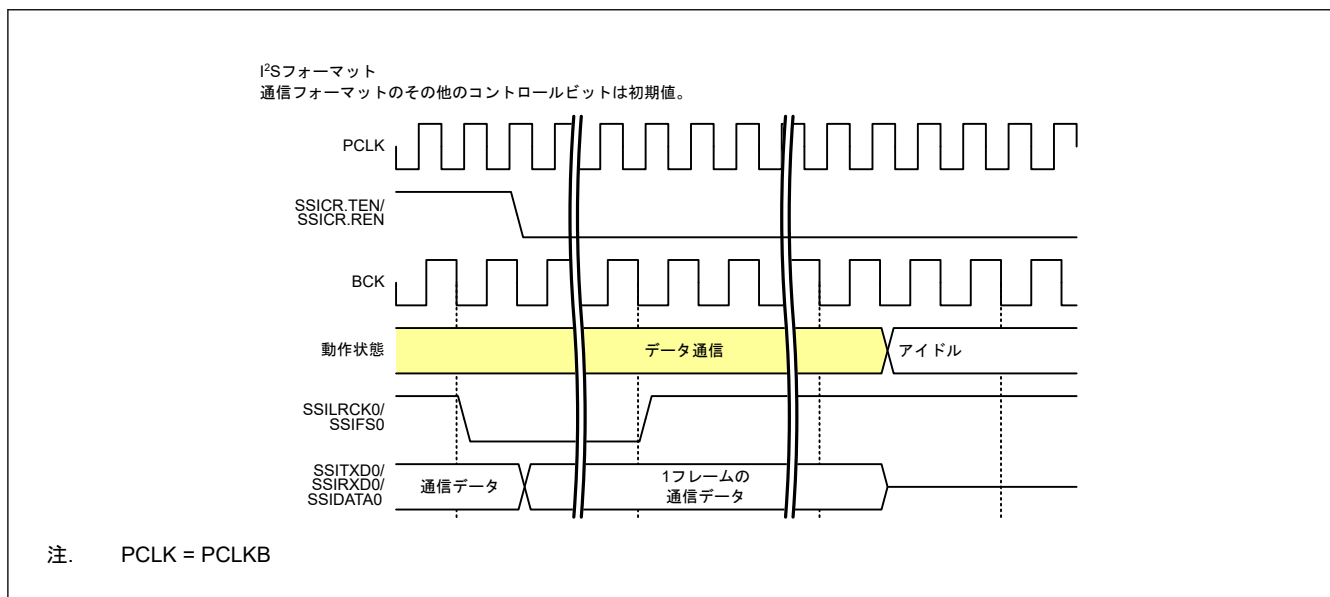 I²Sフォーマット
通信フォーマットのその他のコントロールビットは初期値。
PCLK
SSICR.TEN/
SSICR.REN
BCK
動作状態
データ通信
アイドル
SSILRCK0/
SSIFS0
SSITXD0/
SSIRXD0/
SSIDATA0
通信データ
1フレームの
通信データ
注. PCLK = PCLKB